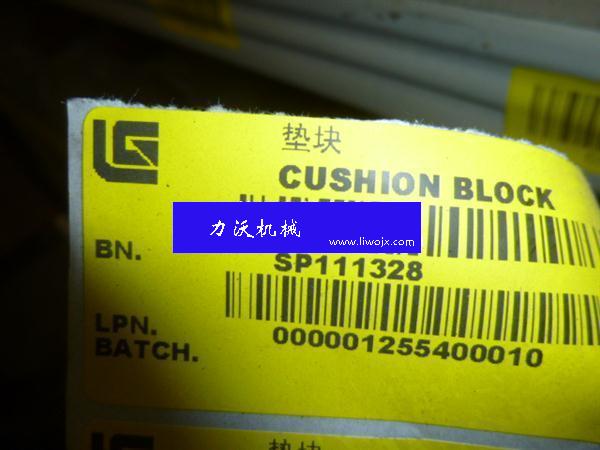 垫块
CUSHION BLOCK
力沃机械
www.liwojx.com
BN.
SP111328
LPN.
BATCH.
000001255400010
垫块